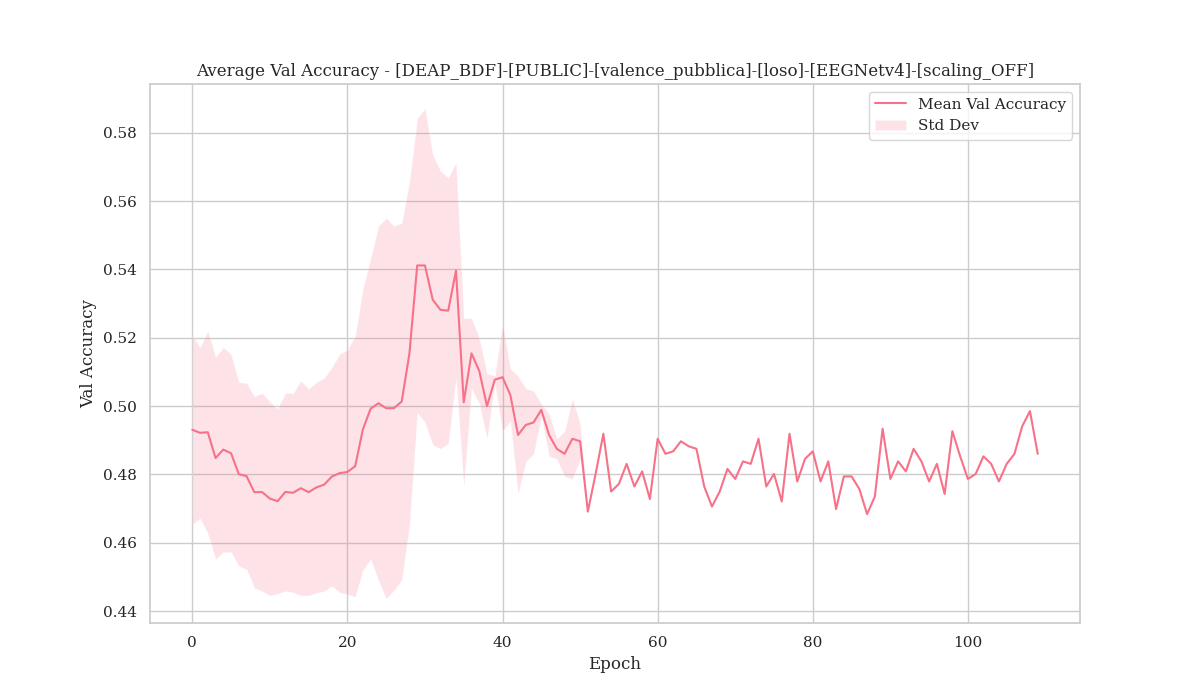 Average Val Accuracy - [DEAP_BDF]-[PUBLIC]-[valence_pubblica]-[loso]-[EEGNetv4]-[scaling_OFF]
Mean Val Accuracy
Std Dev
0.58
0.56
0.54
0.52
0.50
0.48
0.46
0.44
Val Accuracy
0
20
40
60
80
100
Epoch